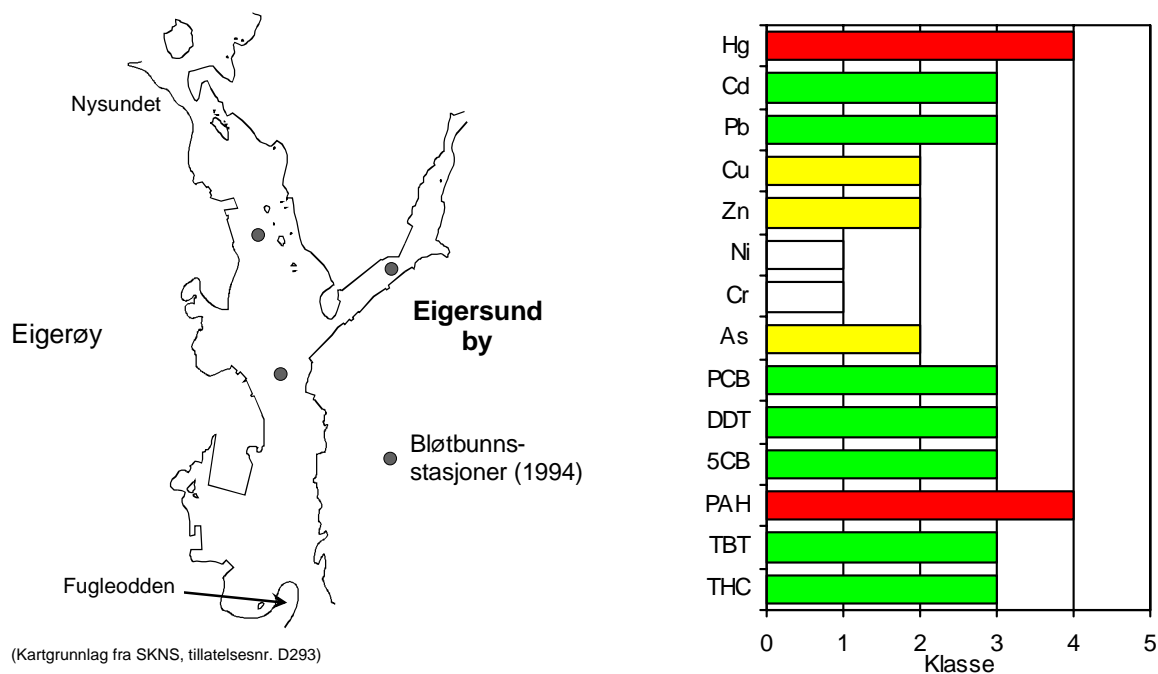 Nysundet
Eigerøy
Eigersund
by
Bløtbunns-
stasjoner (1994)
Fugleodden
(Kartgrunnlag fra SKNS, tillatelsesnr. D293)
Hg
Cd
Pb
Cu
Zn
Ni
Cr
As
PCB
DDT
5CB
PAH
TBT
THC
0 1 2 3 4 5
Klasse